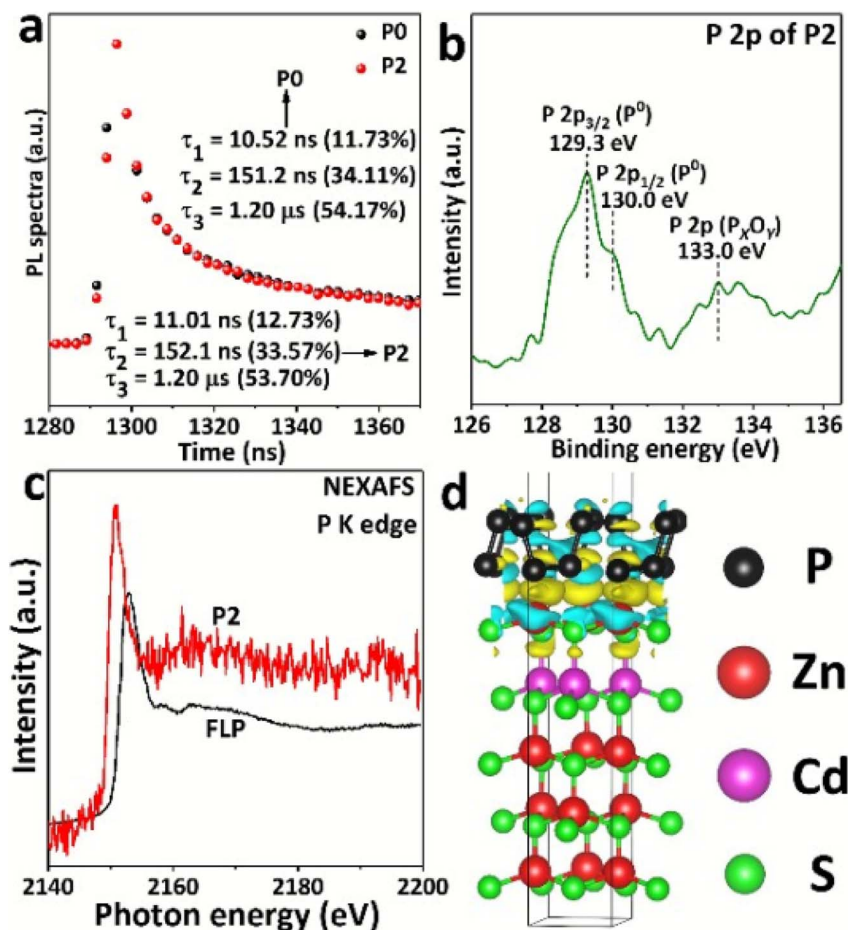 a
P0
P2
P0
τ1 = 10.52 ns (11.73%)
τ2 = 151.2 ns (34.11%)
τ3 = 1.20 μs (54.17%)
τ1 = 11.01 ns (12.73%)
τ2 = 152.1 ns (33.57%)
P2
τ3 = 1.20 μs (53.70%)
PL spectra (a.u.)
1280 1300 1320 1340 1360
Time (ns)
b
P 2p of P2
P 2p3/2 (P0)
129.3 eV
P 2p1/2 (P0)
130.0 eV
P 2p (PXOY)
133.0 eV
Intensity (a.u.)
126 128 130 132 134 136
Binding energy (eV)
c
NEXAFS
P K edge
P2
FLP
Intensity (a.u.)
2140 2160 2180 2200
Photon energy (eV)
d
P
Zn
Cd
S